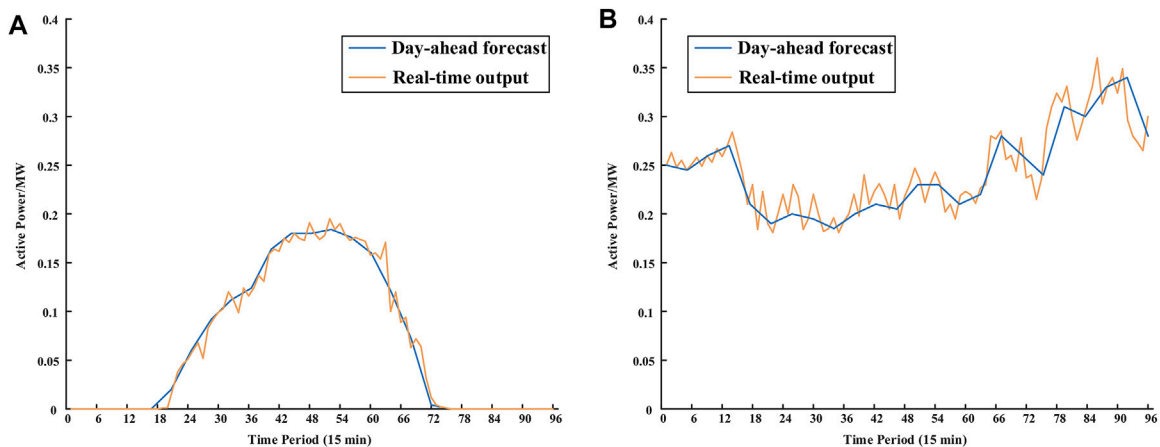 A
0.4
0.35
0.3
0.25
0.2
0.15
0.1
0.05
0
Active Power/MW
Day-ahead forecast
Real-time output
0 6 12 18 24 30 36 42 48 54 60 66 72 78 84 90 96
Time Period (15 min)
B
0.4
0.35
0.3
0.25
0.2
0.15
0.1
0.05
0
Active Power/MW
Day-ahead forecast
Real-time output
0 6 12 18 24 30 36 42 48 54 60 66 72 78 84 90 96
Time Period (15 min)